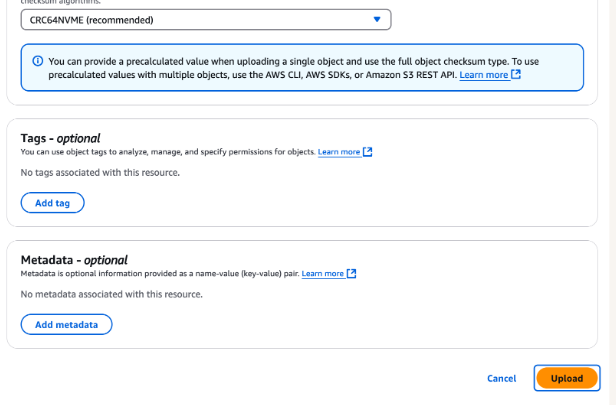 checksum algorithms.
CRC64NVME (recommended)
You can provide a precalculated value when uploading a single object and use the full object checksum type. To use
precalculated values with multiple objects, use the AWS CLI, AWS SDKs, or Amazon S3 REST API. Learn more
Tags - optional
You can use object tags to analyze, manage, and specify permissions for objects. Learn more
No tags associated with this resource.
Add tag
Metadata - optional
Metadata is optional information provided as a name-value (key-value) pair. Learn more
No metadata associated with this resource.
Add metadata
Cancel
Upload